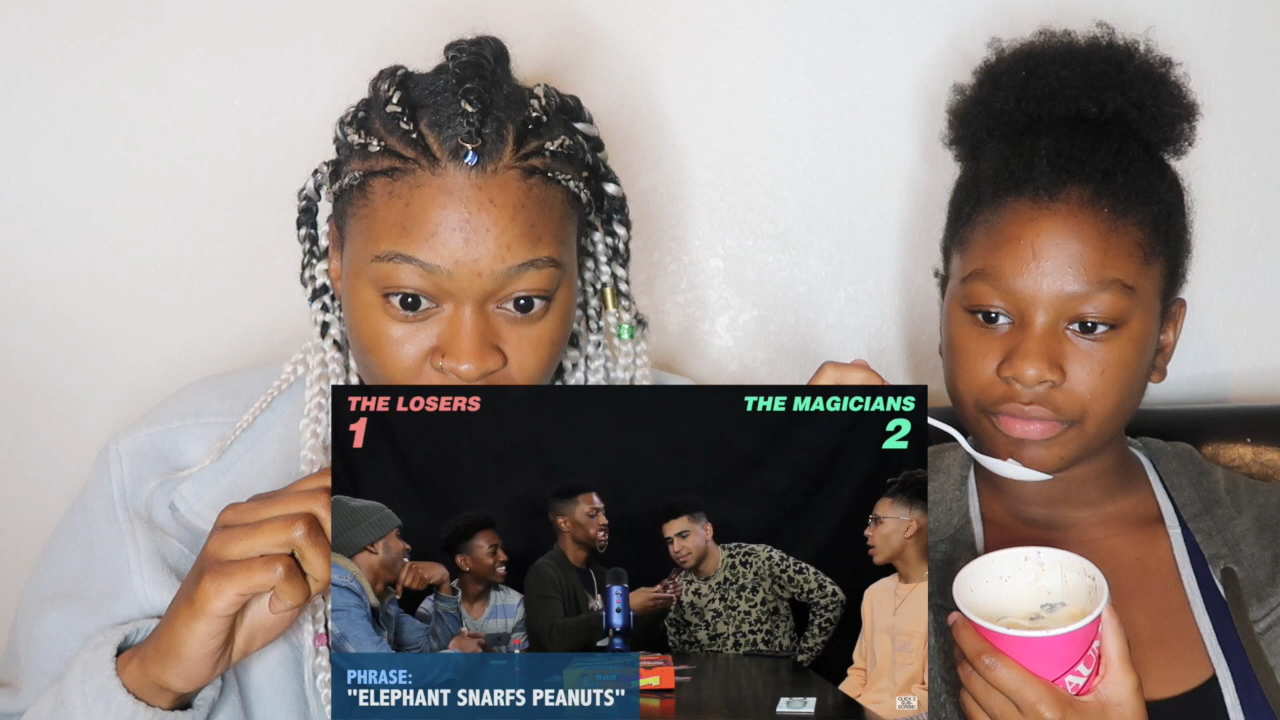 THE LOSERS
1
THE MAGICIANS
2
PHRASE:
"ELEPHANT SNARFS PEANUTS"